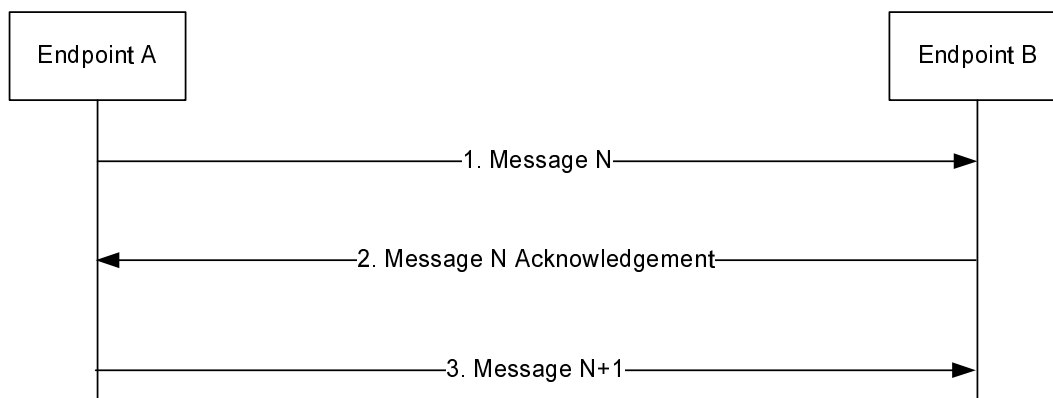 Endpoint A
Endpoint B
1. Message N
2. Message N Acknowledgement
3. Message N+1